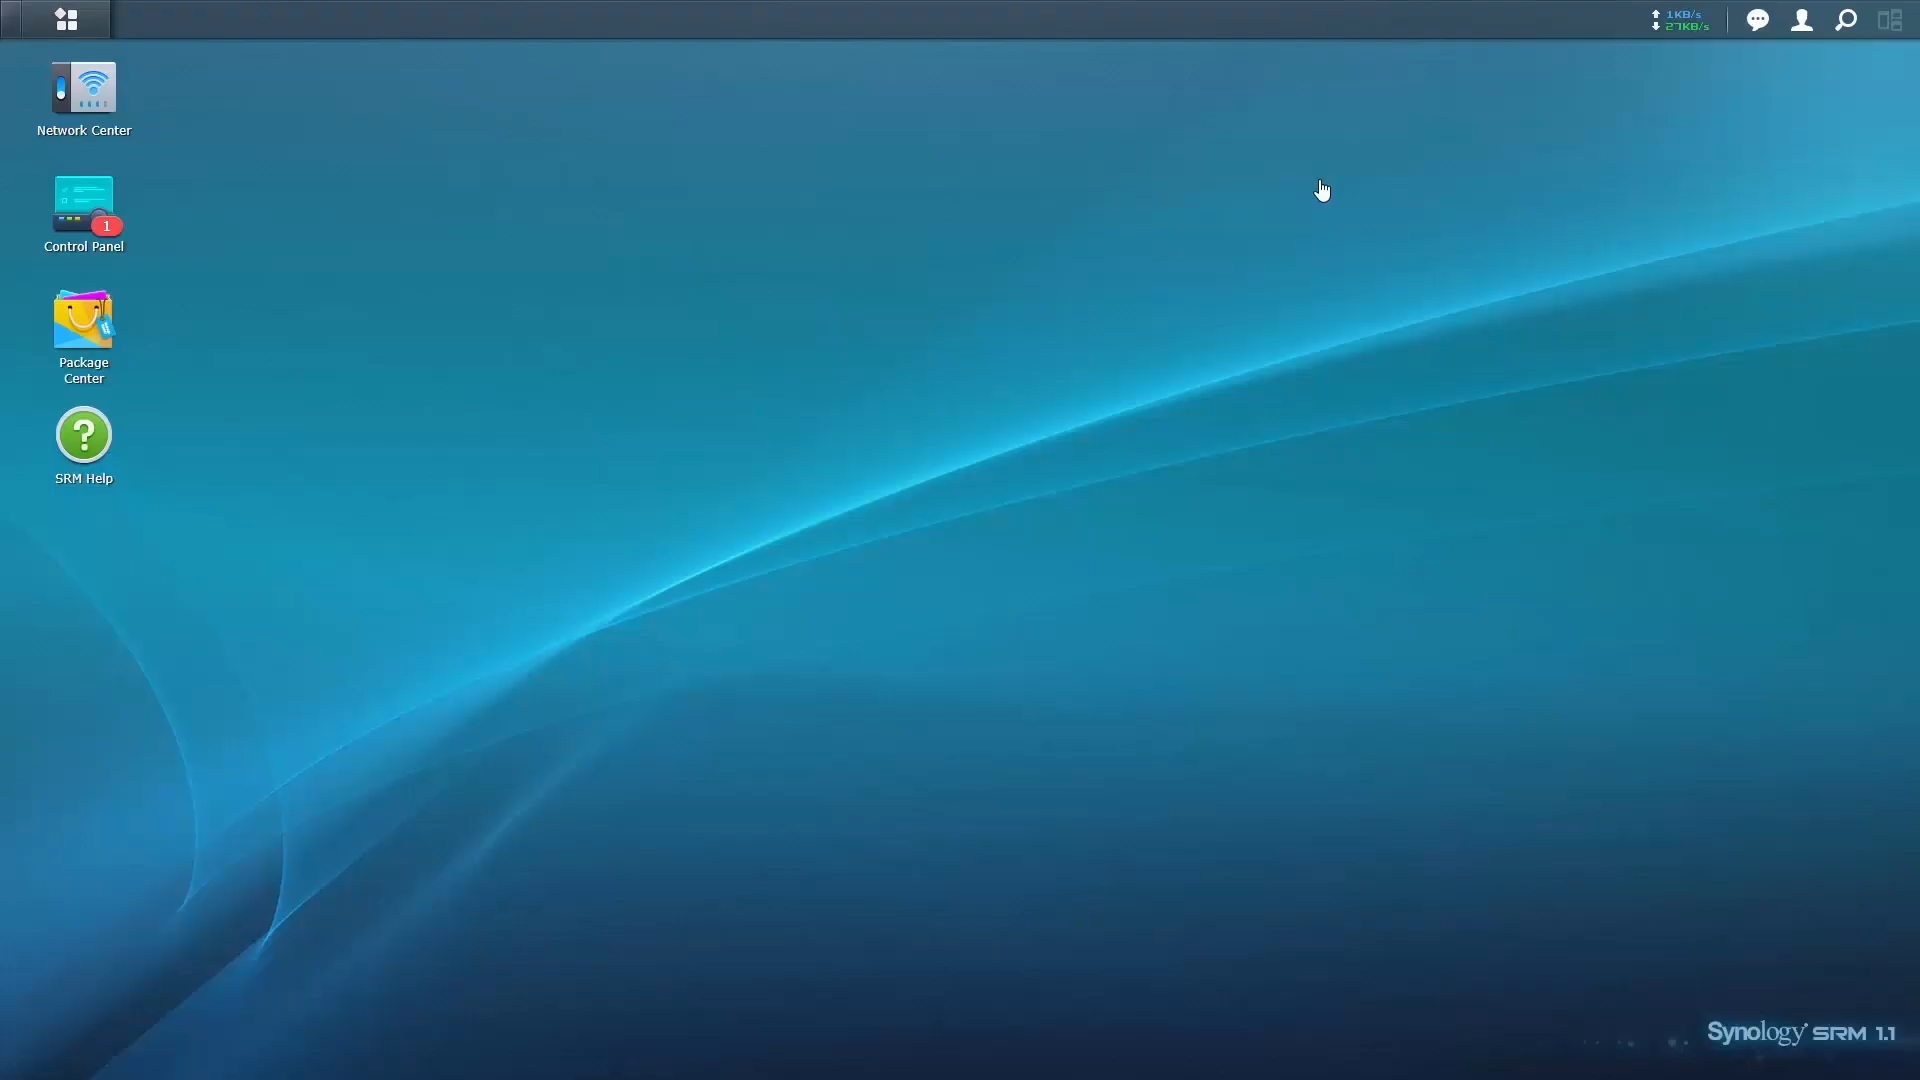 1KB/s
27KB/s
Network Center
1
Control Panel
Package
Center
?
SRM Help
Synology SRM 1.1